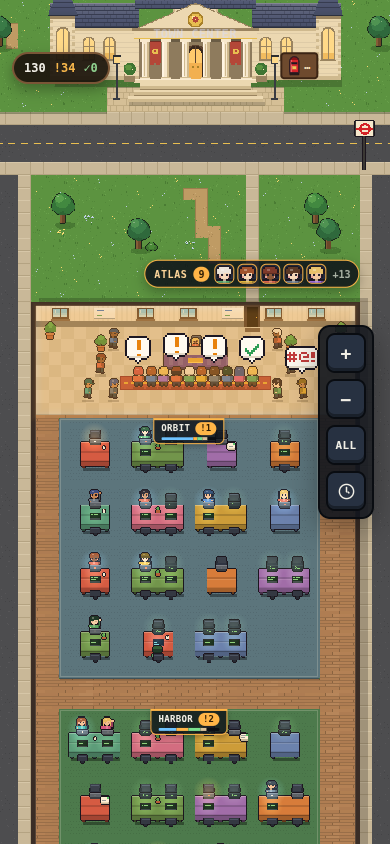 130 !34 ✓0
ATLAS 9 +13
! ! ! ✓ #@!
+
−
ALL
ORBIT !1
HARBOR !2